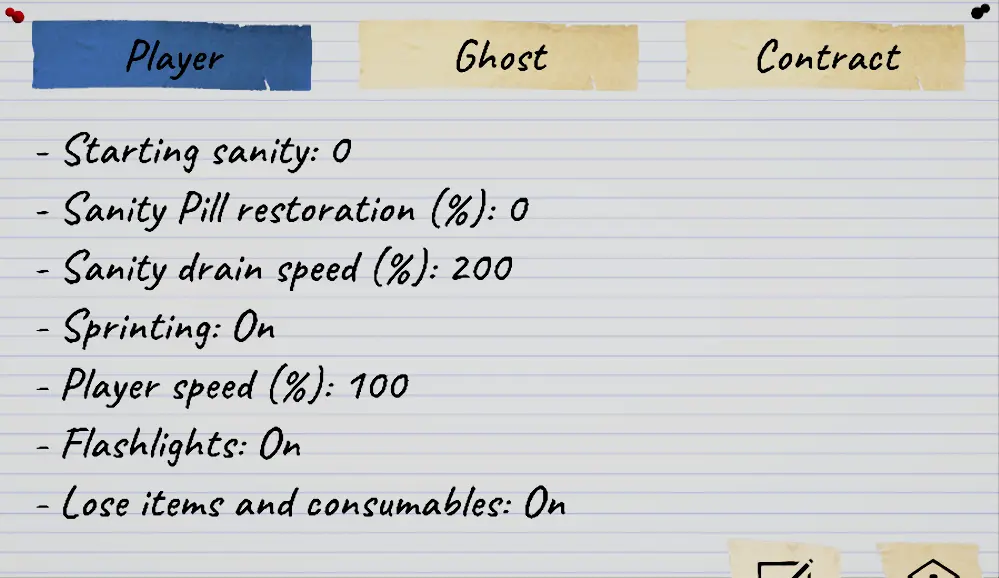 Player Ghost Contract
- Starting sanity: 0
- Sanity Pill restoration (%): 0
- Sanity drain speed (%): 200
- Sprinting: On
- Player speed (%): 100
- Flashlights: On
- Lose items and consumables: On